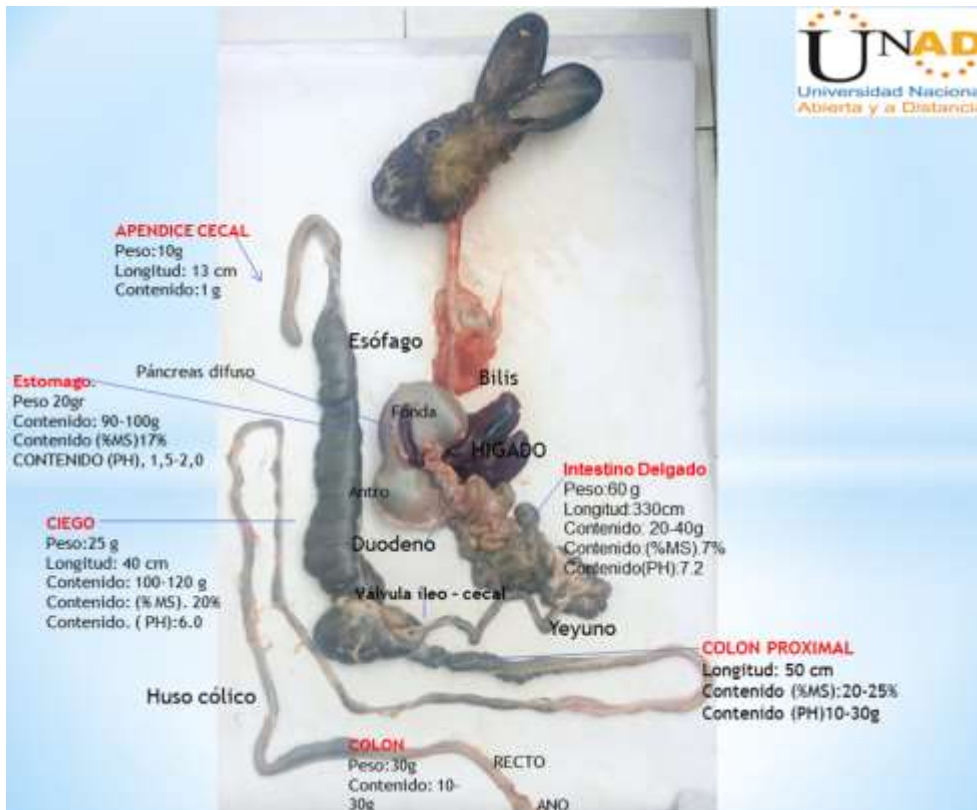 UNAD
Universidad Naciona
Abierta y a Distancia
APENDICE CECAL
Peso:10g
Longitud: 13 cm
Contenido:1 g
Esófago
Páncreas difuso
Bilis
Estomago.
Peso 20gr
Contenido: 90-100g
Contenido (%MS)17%
CONTENIDO (PH), 1,5-2,0
Fonda
HIGADO
Antro
Intestino Delgado
Peso:60 g
Longitud:330cm
Contenido: 20-40g
Contenido:(%MS).7%
Contenido(PH):7.2
CIEGO
Peso:25 g
Longitud: 40 cm
Contenido: 100-120 g
Contenido: (% MS). 20%
Contenido. ( PH):6.0
Duodeno
Válvula íleo - cecal
Yeyuno
COLON PROXIMAL
Longitud: 50 cm
Contenido (%MS):20-25%
Contenido (PH)10-30g
Huso cólico
COLON
Peso:30g
Contenido: 10-
30g
RECTO
ANO